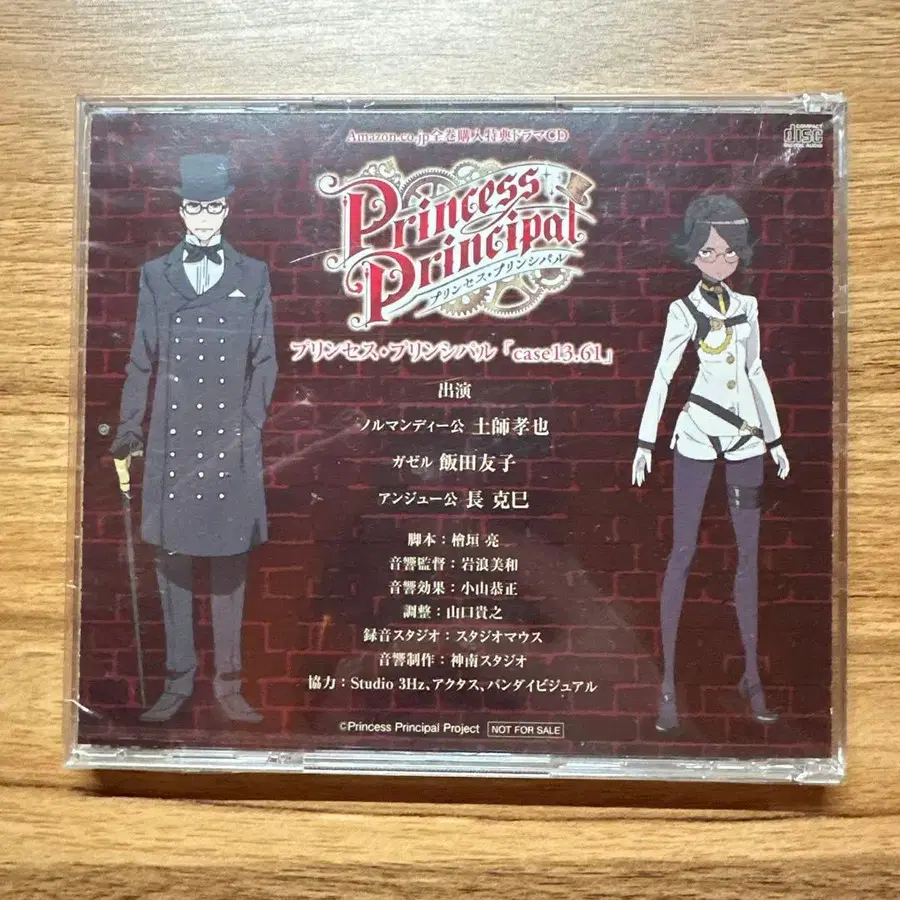 Amazon.co.jp全巻購入特典ドラマCD
COMPACT
disc
DIGITAL AUDIO
Princess
Principal
プリンセス・プリンシパル
プリンセス・プリンシパル「case13.61」
出演
ノルマンディー公 土師孝也
ガゼル 飯田友子
アンジュー公 長 克巳
脚本：檜垣 亮
音響監督：岩浪美和
音響効果：小山恭正
調整：山口貴之
録音スタジオ：スタジオマウス
音響制作：神南スタジオ
協力：Studio 3Hz、アクタス、バンダイビジュアル
©Princess Principal Project NOT FOR SALE